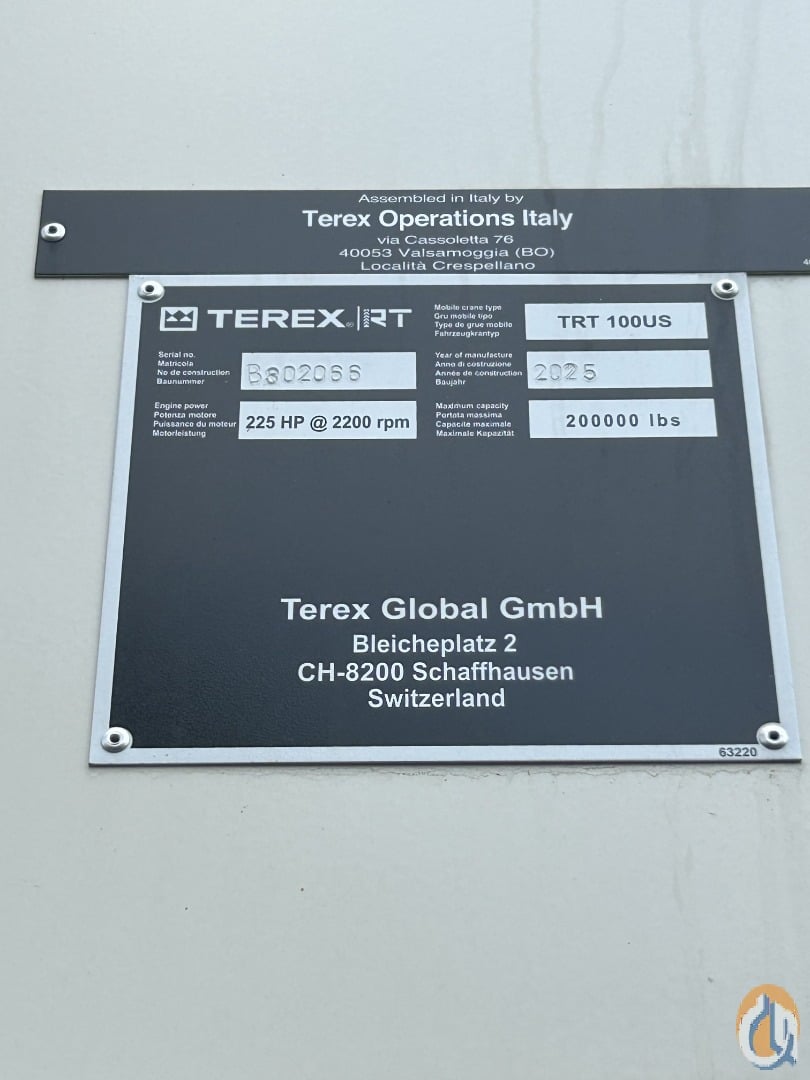 Assembled in Italy by
Terex Operations Italy
via Cassoletta 76
40053 Valsamoggia (BO)
Località Crespellano
TEREX® RT
Mobile crane type
Gru mobile tipo
Type de grue mobile
Fahrzeugkrantyp
TRT 100US
Serial no.
Matricola
No de construction
Baunummer
B302066
Year of manufacture
Anno di costruzione
Année de construction
Baujahr
2025
Engine power
Potenza motore
Puissance du moteur
Motorleistung
225 HP @ 2200 rpm
Maximum capacity
Portata massima
Capacité maximale
Maximale Kapazität
200000 lbs
Terex Global GmbH
Bleicheplatz 2
CH-8200 Schaffhausen
Switzerland
63220